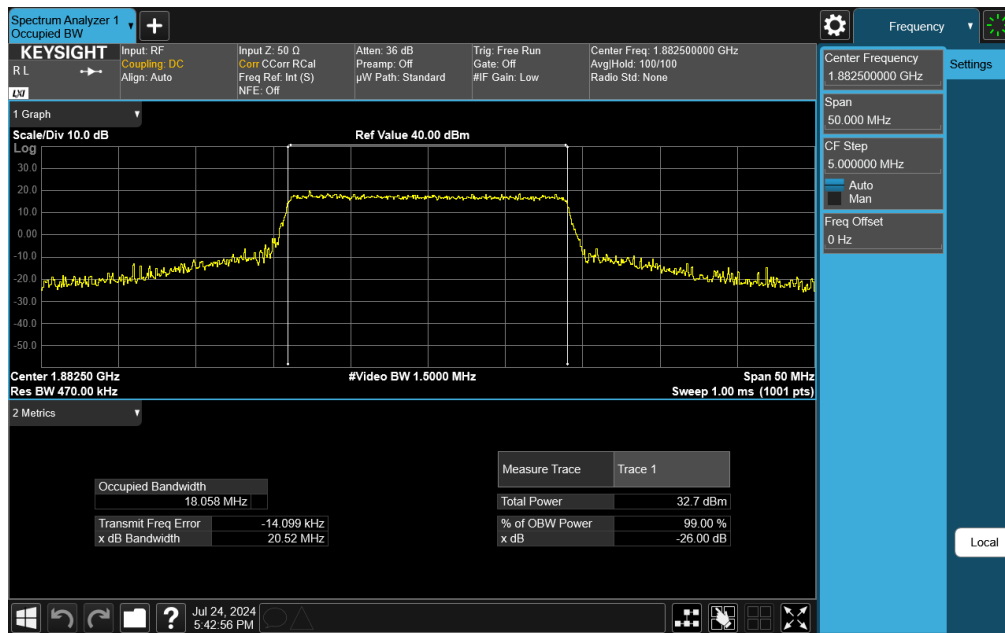 Spectrum Analyzer 1
Occupied BW
+
Frequency
KEYSIGHT
R L
LXI
Input: RF
Coupling: DC
Align: Auto
Input Z: 50 Ω
Corr CCorr RCal
Freq Ref: Int (S)
NFE: Off
Atten: 36 dB
Preamp: Off
µW Path: Standard
Trig: Free Run
Gate: Off
#IF Gain: Low
Center Freq: 1.882500000 GHz
Avg|Hold: 100/100
Radio Std: None
Center Frequency
1.882500000 GHz
Settings
Span
50.000 MHz
CF Step
5.000000 MHz
Auto
Man
Freq Offset
0 Hz
Local
1 Graph
Scale/Div 10.0 dB
Ref Value 40.00 dBm
Log
30.0
20.0
10.0
0.00
-10.0
-20.0
-30.0
-40.0
-50.0
Center 1.88250 GHz
#Video BW 1.5000 MHz
Span 50 MHz
Res BW 470.00 kHz
Sweep 1.00 ms (1001 pts)
2 Metrics
Measure Trace Trace 1
Occupied Bandwidth
18.058 MHz
Total Power 32.7 dBm
Transmit Freq Error -14.099 kHz
% of OBW Power 99.00 %
x dB Bandwidth 20.52 MHz
x dB -26.00 dB
?
Jul 24, 2024
5:42:56 PM